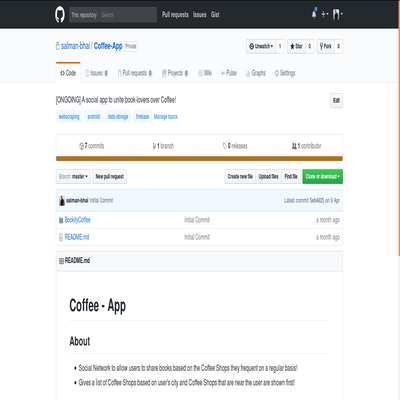 This repository Search Pull requests Issues Gist
salman-bhai / Coffee-App Private
Unwatch 1 Star 0 Fork 0
Code Issues 0 Pull requests 0 Projects 0 Wiki Pulse Graphs Settings
[ONGOING] A social app to unite book-lovers over Coffee! Edit
webscraping android data-storage firebase Manage topics
7 commits 1 branch 0 releases 1 contributor
Branch: master New pull request Create new file Upload files Find file Clone or download
salman-bhai Initial Commit Latest commit on 9 Apr
BookifyCoffee Initial Commit a month ago
README.md Initial Commit a month ago
README.md
Coffee - App
About
Social Network to allow users to share books based on the Coffee Shops they frequent on a regular basis!
Gives a list of Coffee Shops based on user's city and Coffee Shops that are near the user are shown first!